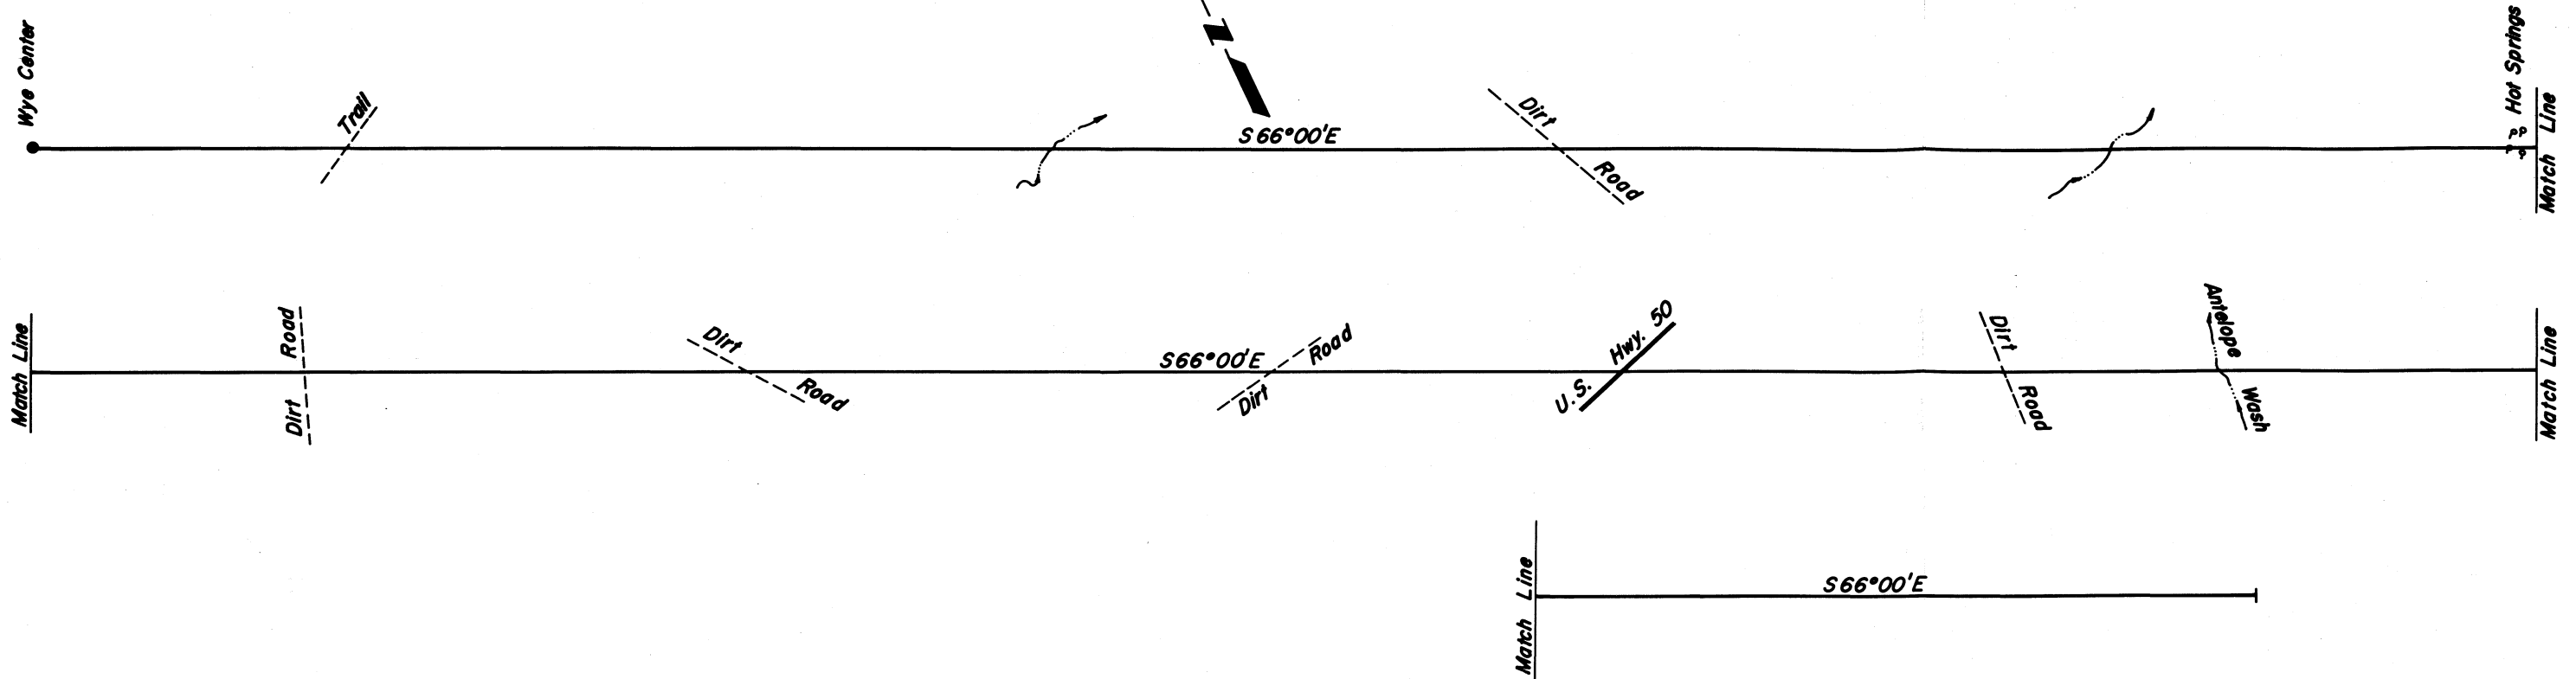 Wye Center
Trail
N
S 66°00'E
Dirt Road
Hot Springs
Match Line
Match Line
Dirt Road
Dirt Road
S66°00'E
Dirt Road
U.S. Hwy. 50
Dirt Road
Antelope Wash
Match Line
Match Line
S66°00'E